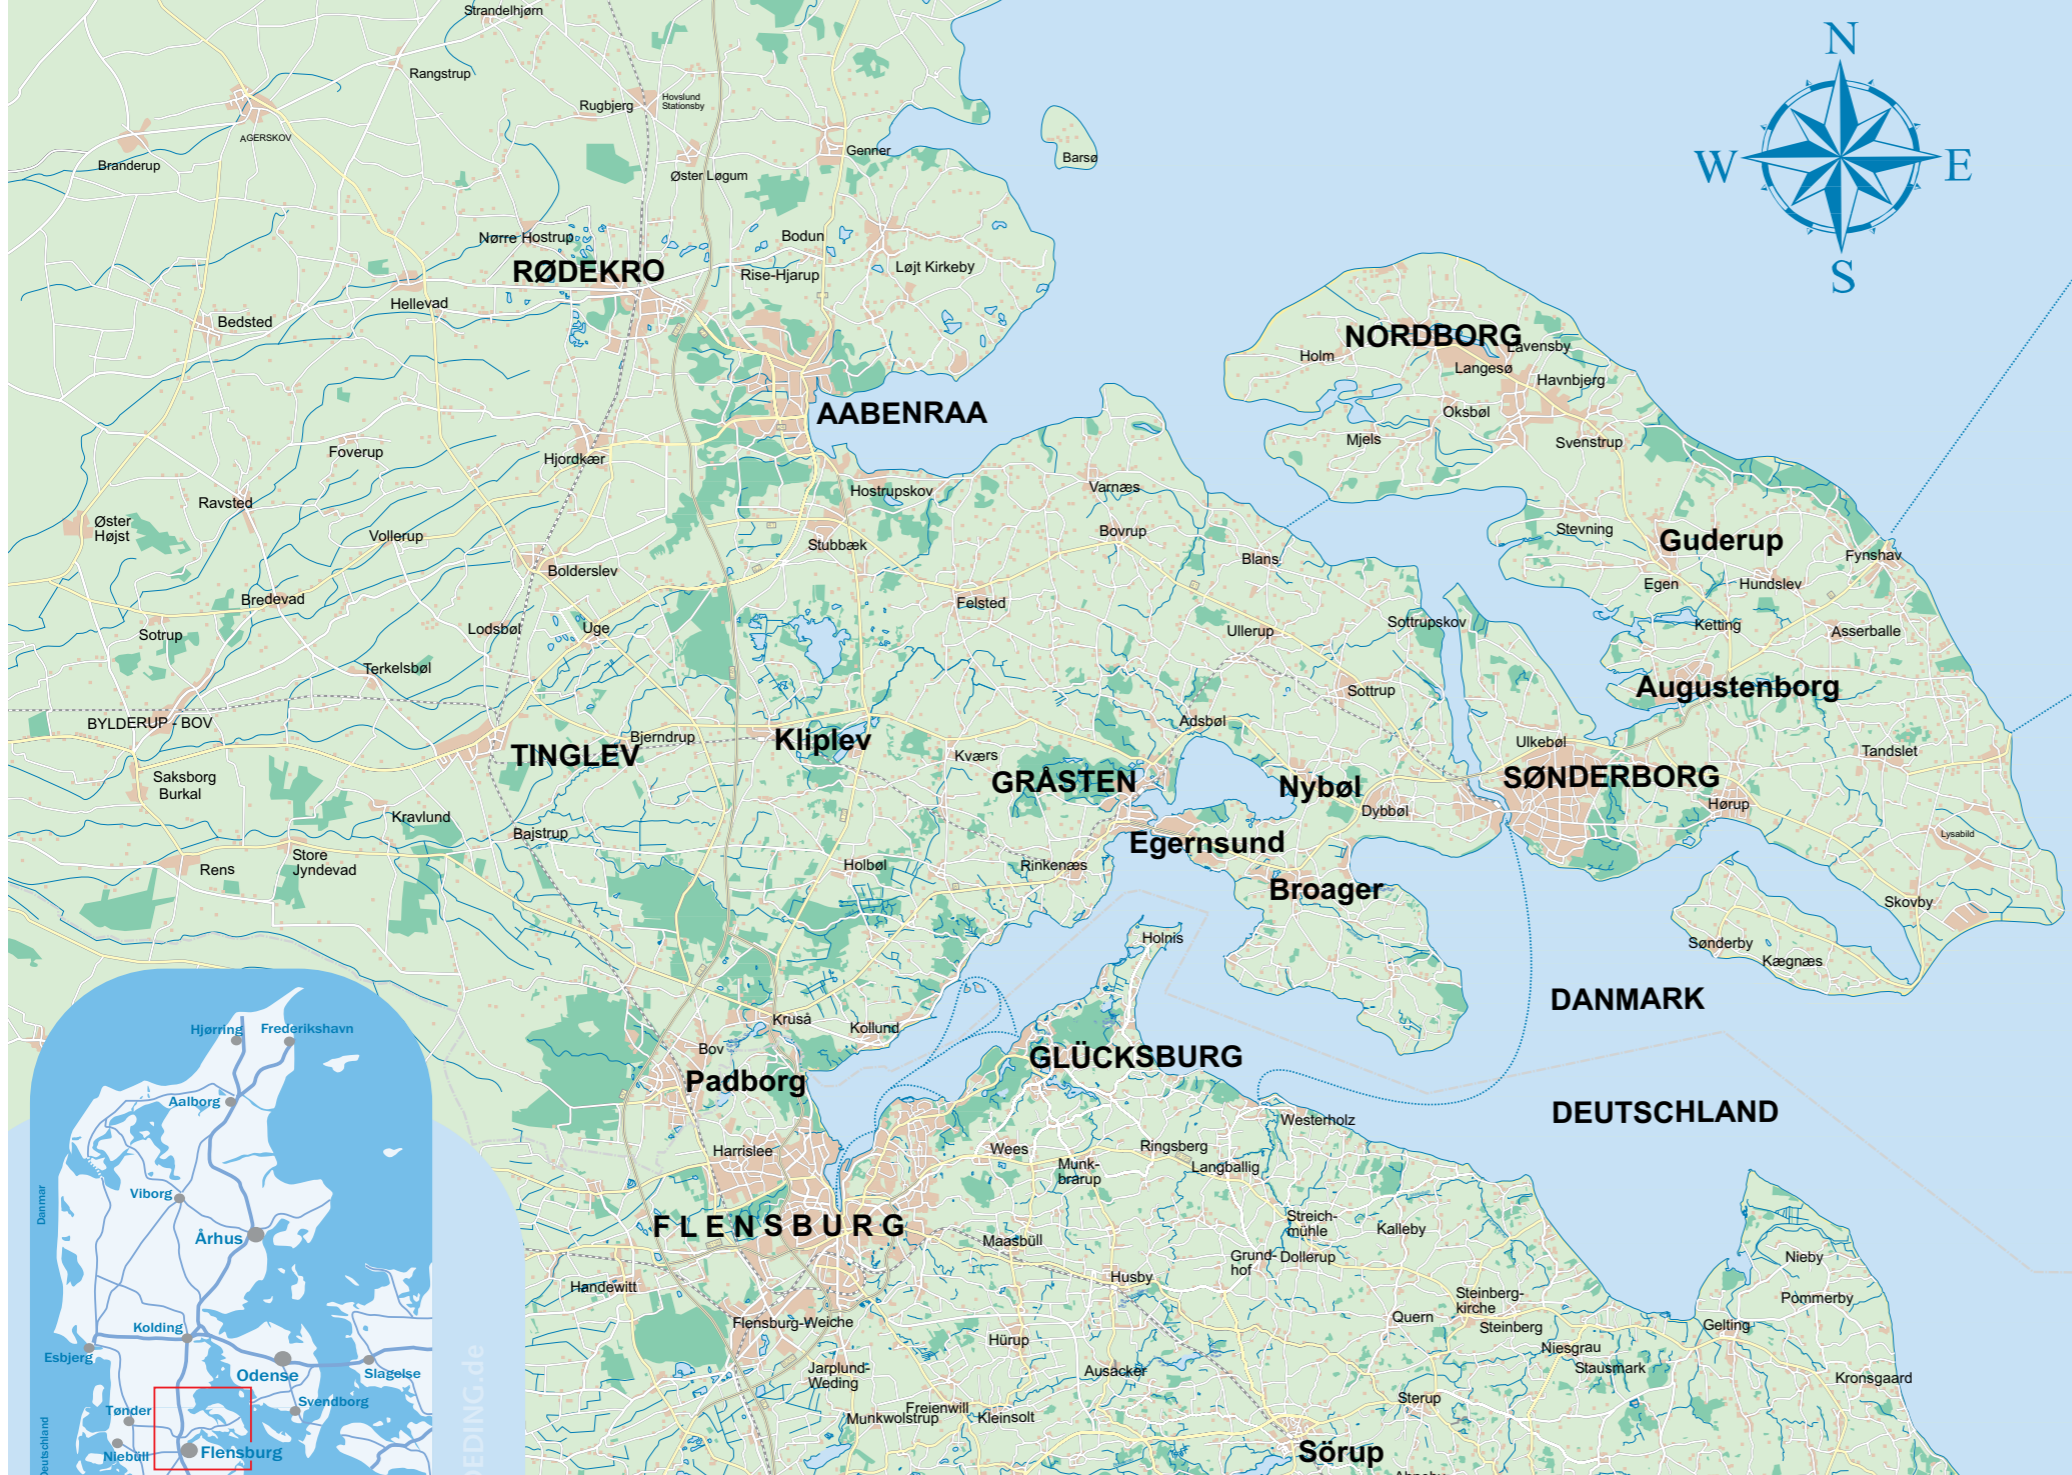 Strandelhjørn
Rangstrup
Hovslund
Stationsby
Rugbjerg
AGERSKOV
Branderup
Genner
Barsø
Øster Løgum
N
W
E
S
Nørre Hostrup
Bodun
RØDEKRO
Rise-Hjarup
Løjt Kirkeby
Hellevad
Bedsted
NORDBORG
Lavensby
Holm
Langesø
Havnbjerg
AABENRAA
Oksbøl
Mjels
Svenstrup
Foverup
Hjordkær
Hostrupskov
Varnæs
Ravsted
Øster
Højst
Vollerup
Stubbæk
Bovrup
Stevning
Guderup
Fynshav
Blans
Bolderslev
Egen
Hundslev
Bredevad
Felsted
Sotrup
Lodsbøl
Uge
Ullerup
Sottrupskov
Ketting
Asserballe
Terkelsbøl
Sottrup
Augustenborg
BYLDERUP - BOV
Adsbøl
Bjerndrup
Kliplev
Ulkebøl
Tandslet
TINGLEV
Kværs
Saksborg
Burkal
GRÅSTEN
Nybøl
SØNDERBORG
Hørup
Dybbøl
Kravlund
Bajstrup
Egernsund
Lysabild
Store
Jyndevad
Rens
Holbøl
Rinkenæs
Broager
Skovby
Holnis
Sønderby
Kægnæs
DANMARK
Kruså
Kollund
Bov
GLÜCKSBURG
Padborg
DEUTSCHLAND
Westerholz
Harrislee
Wees
Ringsberg
Munk-
brarup
Langballig
FLENSBURG
Streich-
mühle
Kalleby
Maasbüll
Grund-
hof
Dollerup
Nieby
Handewitt
Husby
Steinberg-
kirche
Pommerby
Quern
Steinberg
Gelting
Flensburg-Weiche
Hürup
Niesgrau
Stausmark
Jarplund-
Weding
Ausacker
Kronsgaard
Sterup
Freienwill
Munkwolstrup
Kleinsolt
Sörup
Hjørring
Frederikshavn
Aalborg
Danmar
Viborg
Århus
Kolding
Esbjerg
Odense
Slagelse
Svendborg
Tønder
Niebüll
Flensburg
Deutschland
DEDING.de